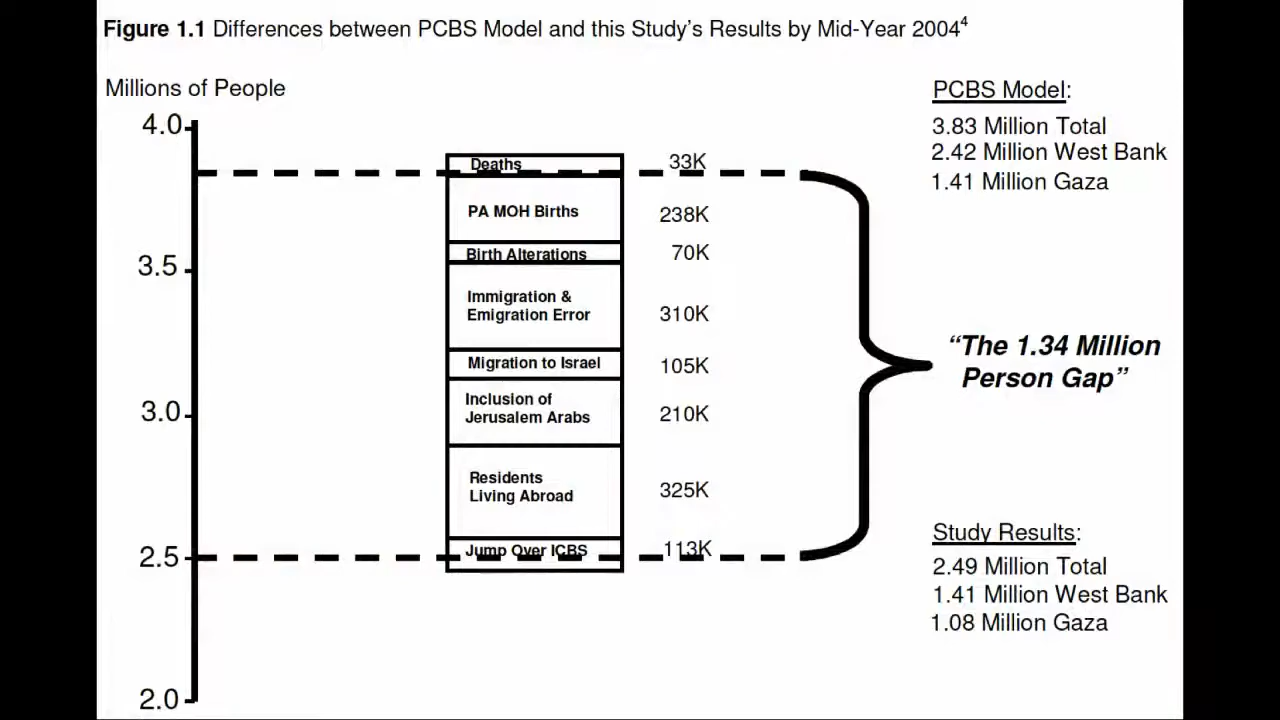 Figure 1.1 Differences between PCBS Model and this Study's Results by Mid-Year 2004⁴
Millions of People
4.0
3.5
3.0
2.5
2.0
Deaths 33K
PA MOH Births 238K
Birth Alterations 70K
Immigration &
Emigration Error 310K
Migration to Israel 105K
Inclusion of
Jerusalem Arabs 210K
Residents
Living Abroad 325K
Jump Over ICBS 113K
PCBS Model:
3.83 Million Total
2.42 Million West Bank
1.41 Million Gaza
“The 1.34 Million
Person Gap”
Study Results:
2.49 Million Total
1.41 Million West Bank
1.08 Million Gaza